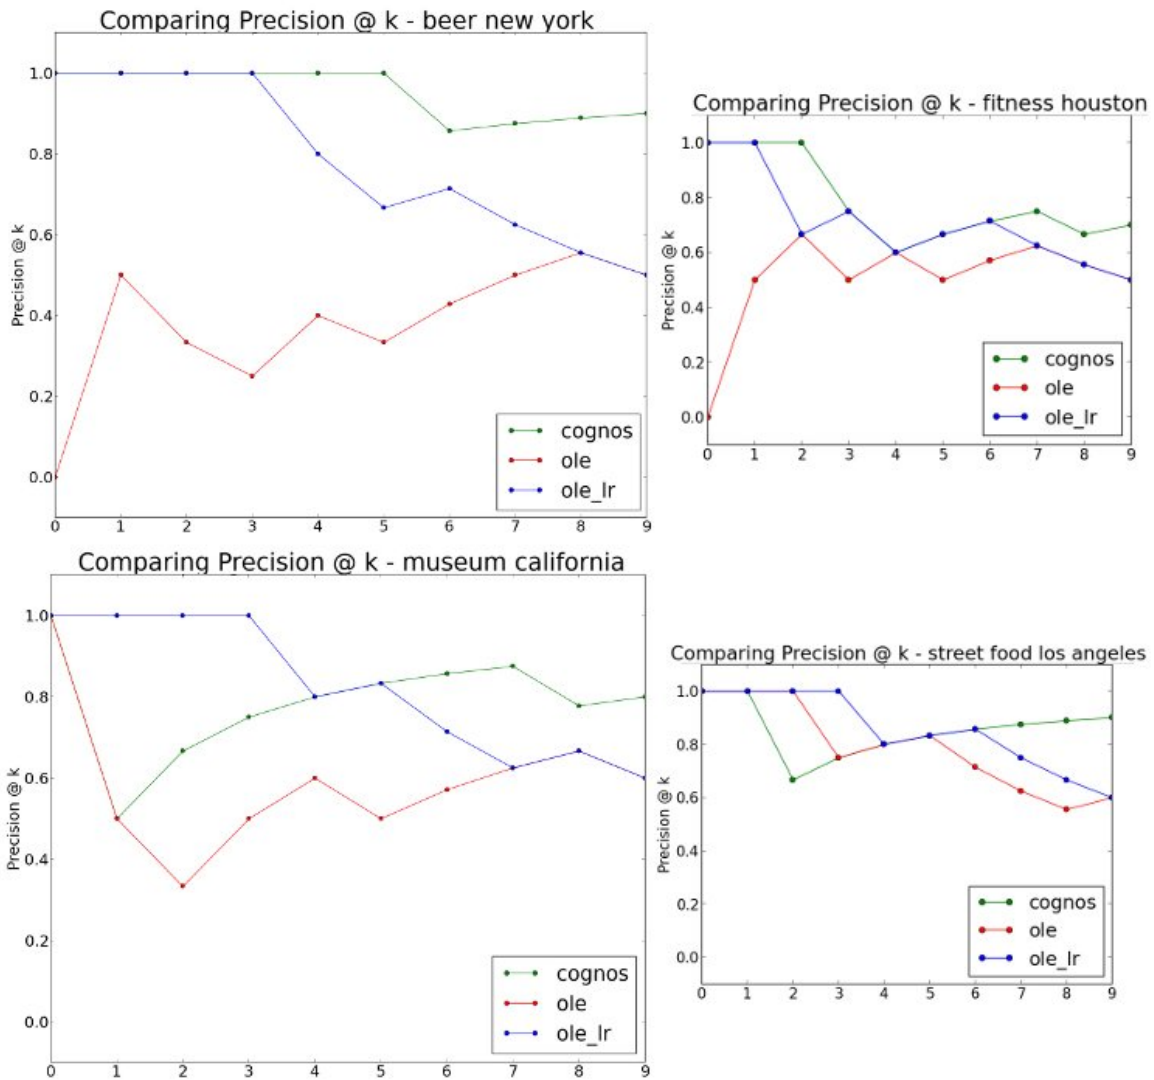 Comparing Precision @ k - beer new york
Precision @ k
1.0
0.8
0.6
0.4
0.2
0.0
0 1 2 3 4 5 6 7 8 9
cognos
ole
ole_lr
Comparing Precision @ k - fitness houston
Precision @ k
1.0
0.8
0.6
0.4
0.2
0.0
0 1 2 3 4 5 6 7 8 9
cognos
ole
ole_lr
Comparing Precision @ k - museum california
Precision @ k
1.0
0.8
0.6
0.4
0.2
0.0
0 1 2 3 4 5 6 7 8 9
cognos
ole
ole_lr
Comparing Precision @ k - street food los angeles
Precision @ k
1.0
0.8
0.6
0.4
0.2
0.0
0 1 2 3 4 5 6 7 8 9
cognos
ole
ole_lr